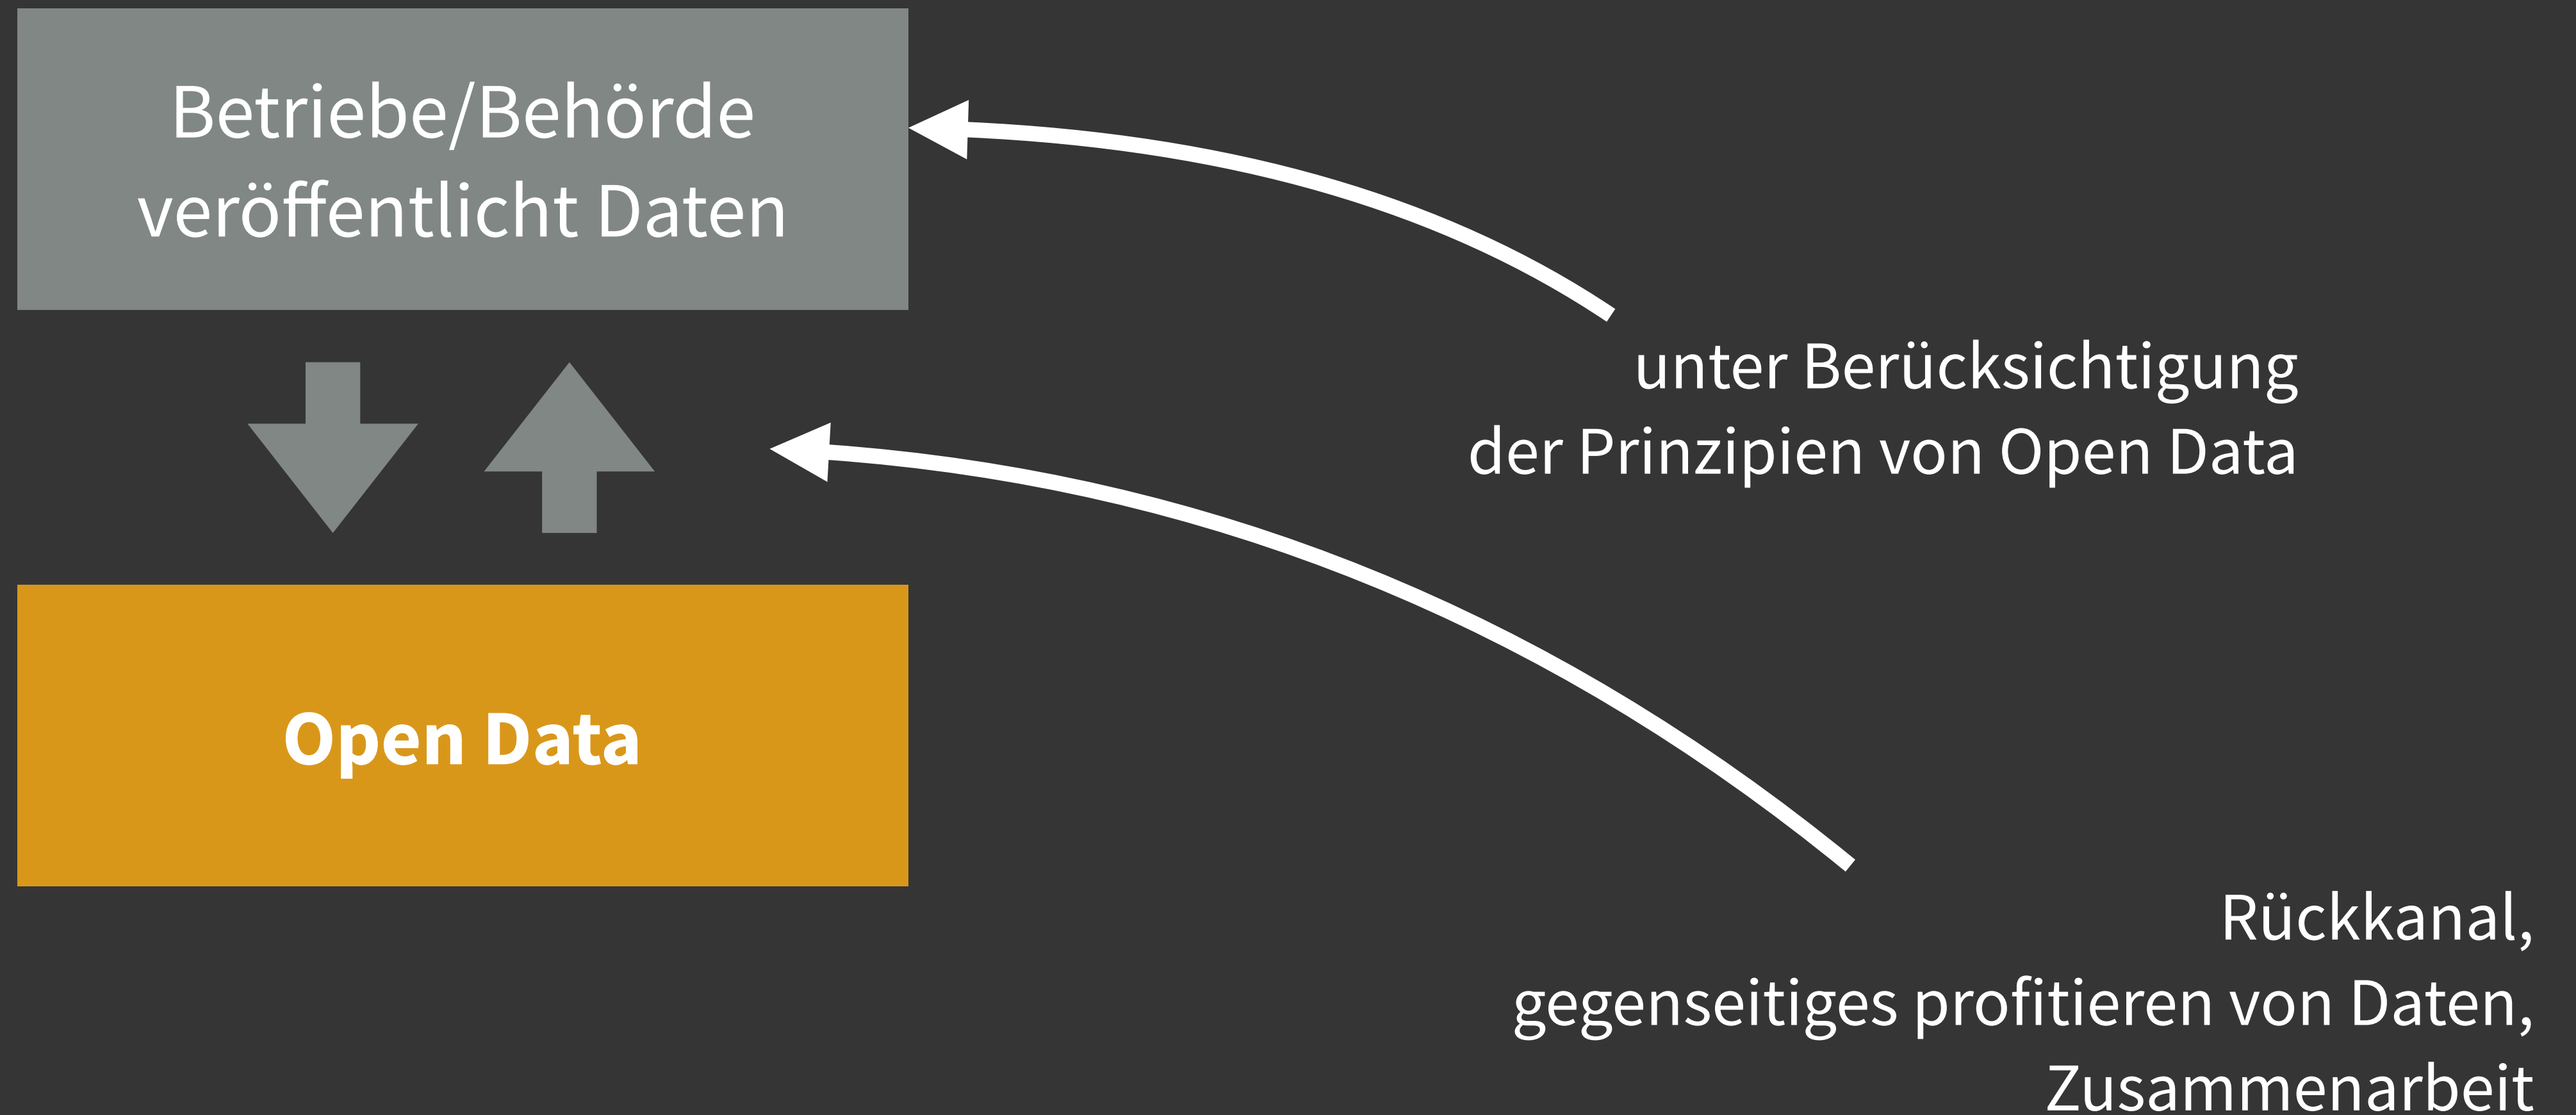 Betriebe/Behörde
veröffentlicht Daten
unter Berücksichtigung
der Prinzipien von Open Data
Open Data
Rückkanal,
gegenseitiges profitieren von Daten,
Zusammenarbeit